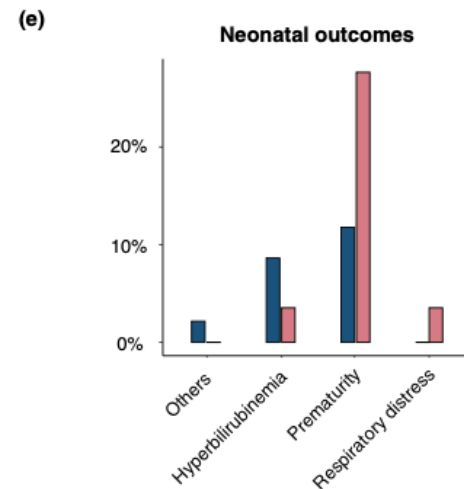 (e)
Neonatal outcomes
20%
10%
0%
Others
Hyperbilirubinemia
Prematurity
Respiratory distress